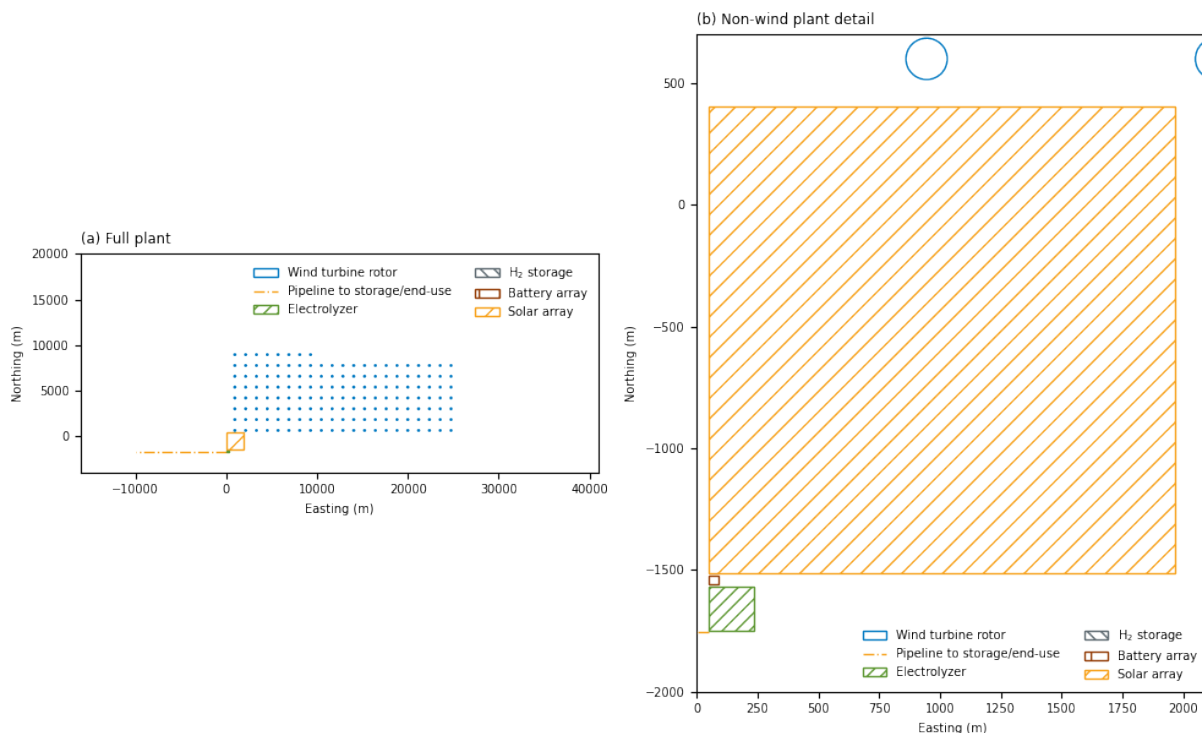 (a) Full plant
20000
15000
10000
5000
0
Northing (m)
−10000 0 10000 20000 30000 40000
Easting (m)
Wind turbine rotor
Pipeline to storage/end-use
Electrolyzer
H₂ storage
Battery array
Solar array
(b) Non-wind plant detail
500
0
−500
−1000
−1500
−2000
Northing (m)
0 250 500 750 1000 1250 1500 1750 2000
Easting (m)
Wind turbine rotor
Pipeline to storage/end-use
Electrolyzer
H₂ storage
Battery array
Solar array